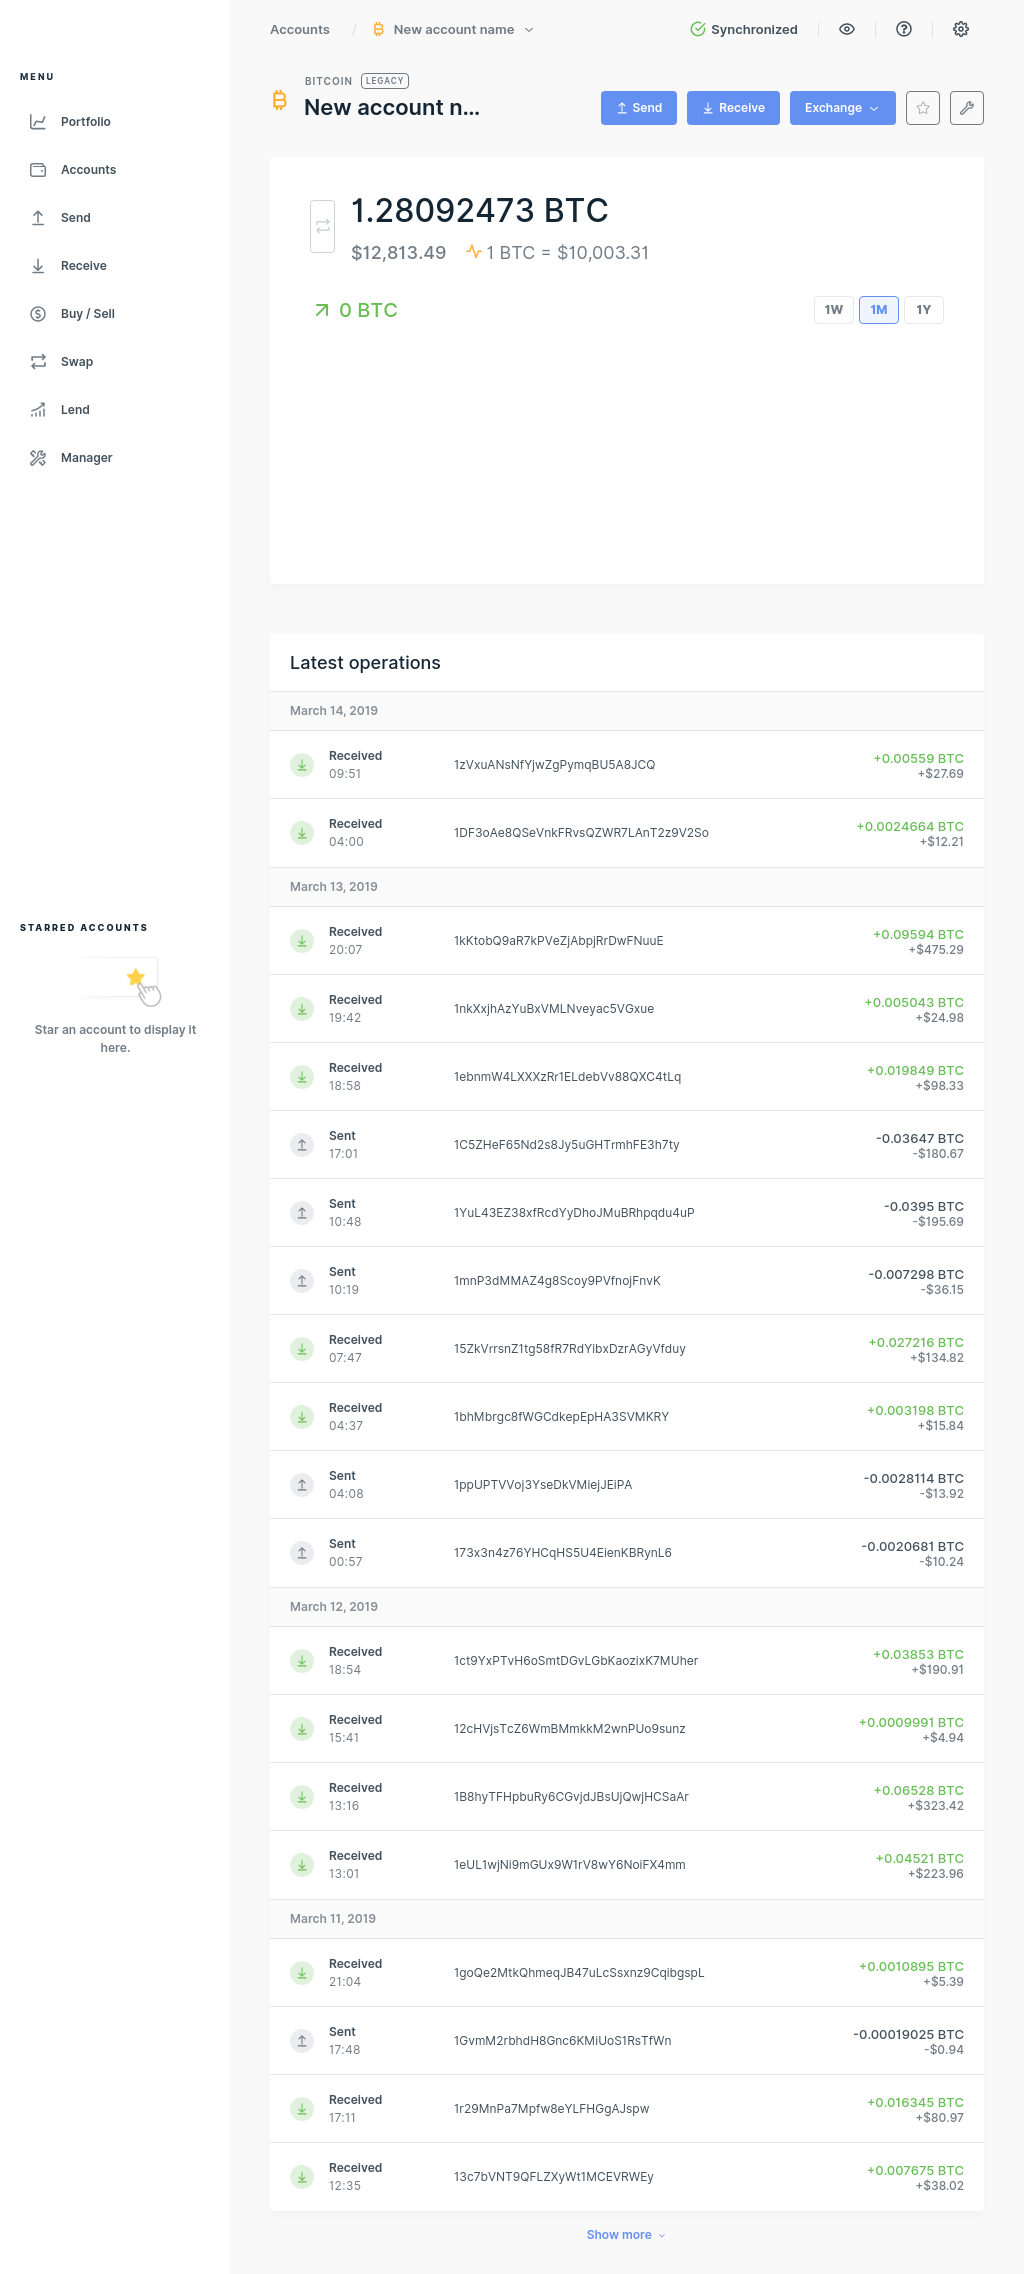 Accounts / New account name
Synchronized
MENU
Portfolio
Accounts
Send
Receive
Buy / Sell
Swap
Lend
Manager
STARRED ACCOUNTS
Star an account to display it
here.
BITCOIN LEGACY
New account n...
Send
Receive
Exchange
1.28092473 BTC
$12,813.49 1 BTC = $10,003.31
0 BTC
1W 1M 1Y
Latest operations
March 14, 2019
Received
09:51
1zVxuANsNfYjwZgPymqBU5A8JCQ
+0.00559 BTC
+$27.69
Received
04:00
1DF3oAe8QSeVnkFRvsQZWR7LAnT2z9V2So
+0.0024664 BTC
+$12.21
March 13, 2019
Received
20:07
1kKtobQ9aR7kPVeZjAbpjRrDwFNuuE
+0.09594 BTC
+$475.29
Received
19:42
1nkXxjhAzYuBxVMLNveyac5VGxue
+0.005043 BTC
+$24.98
Received
18:58
1ebnmW4LXXXzRr1ELdebVv88QXC4tLq
+0.019849 BTC
+$98.33
Sent
17:01
1C5ZHeF65Nd2s8Jy5uGHTrmhFE3h7ty
-0.03647 BTC
-$180.67
Sent
10:48
1YuL43EZ38xfRcdYyDhoJMuBRhpqdu4uP
-0.0395 BTC
-$195.69
Sent
10:19
1mnP3dMMAZ4g8Scoy9PVfnojFnvK
-0.007298 BTC
-$36.15
Received
07:47
15ZkVrrsnZ1tg58fR7RdYibxDzrAGyVfduy
+0.027216 BTC
+$134.82
Received
04:37
1bhMbrgc8fWGCdkepEpHA3SVMKRY
+0.003198 BTC
+$15.84
Sent
04:08
1ppUPTVVoj3YseDkVMiejJEiPA
-0.0028114 BTC
-$13.92
Sent
00:57
173x3n4z76YHCqHS5U4EienKBRynL6
-0.0020681 BTC
-$10.24
March 12, 2019
Received
18:54
1ct9YxPTvH6oSmtDGvLGbKaozixK7MUher
+0.03853 BTC
+$190.91
Received
15:41
12cHVjsTcZ6WmBMmkkM2wnPUo9sunz
+0.0009991 BTC
+$4.94
Received
13:16
1B8hyTFHpbuRy6CGvjdJBsUjQwjHCSaAr
+0.06528 BTC
+$323.42
Received
13:01
1eUL1wjNi9mGUx9W1rV8wY6NoiFX4mm
+0.04521 BTC
+$223.96
March 11, 2019
Received
21:04
1goQe2MtkQhmeqJB47uLcSsxnz9CqibgspL
+0.0010895 BTC
+$5.39
Sent
17:48
1GvmM2rbhdH8Gnc6KMiUoS1RsTfWn
-0.00019025 BTC
-$0.94
Received
17:11
1r29MnPa7Mpfw8eYLFHGgAJspw
+0.016345 BTC
+$80.97
Received
12:35
13c7bVNT9QFLZXyWt1MCEVRWEy
+0.007675 BTC
+$38.02
Show more